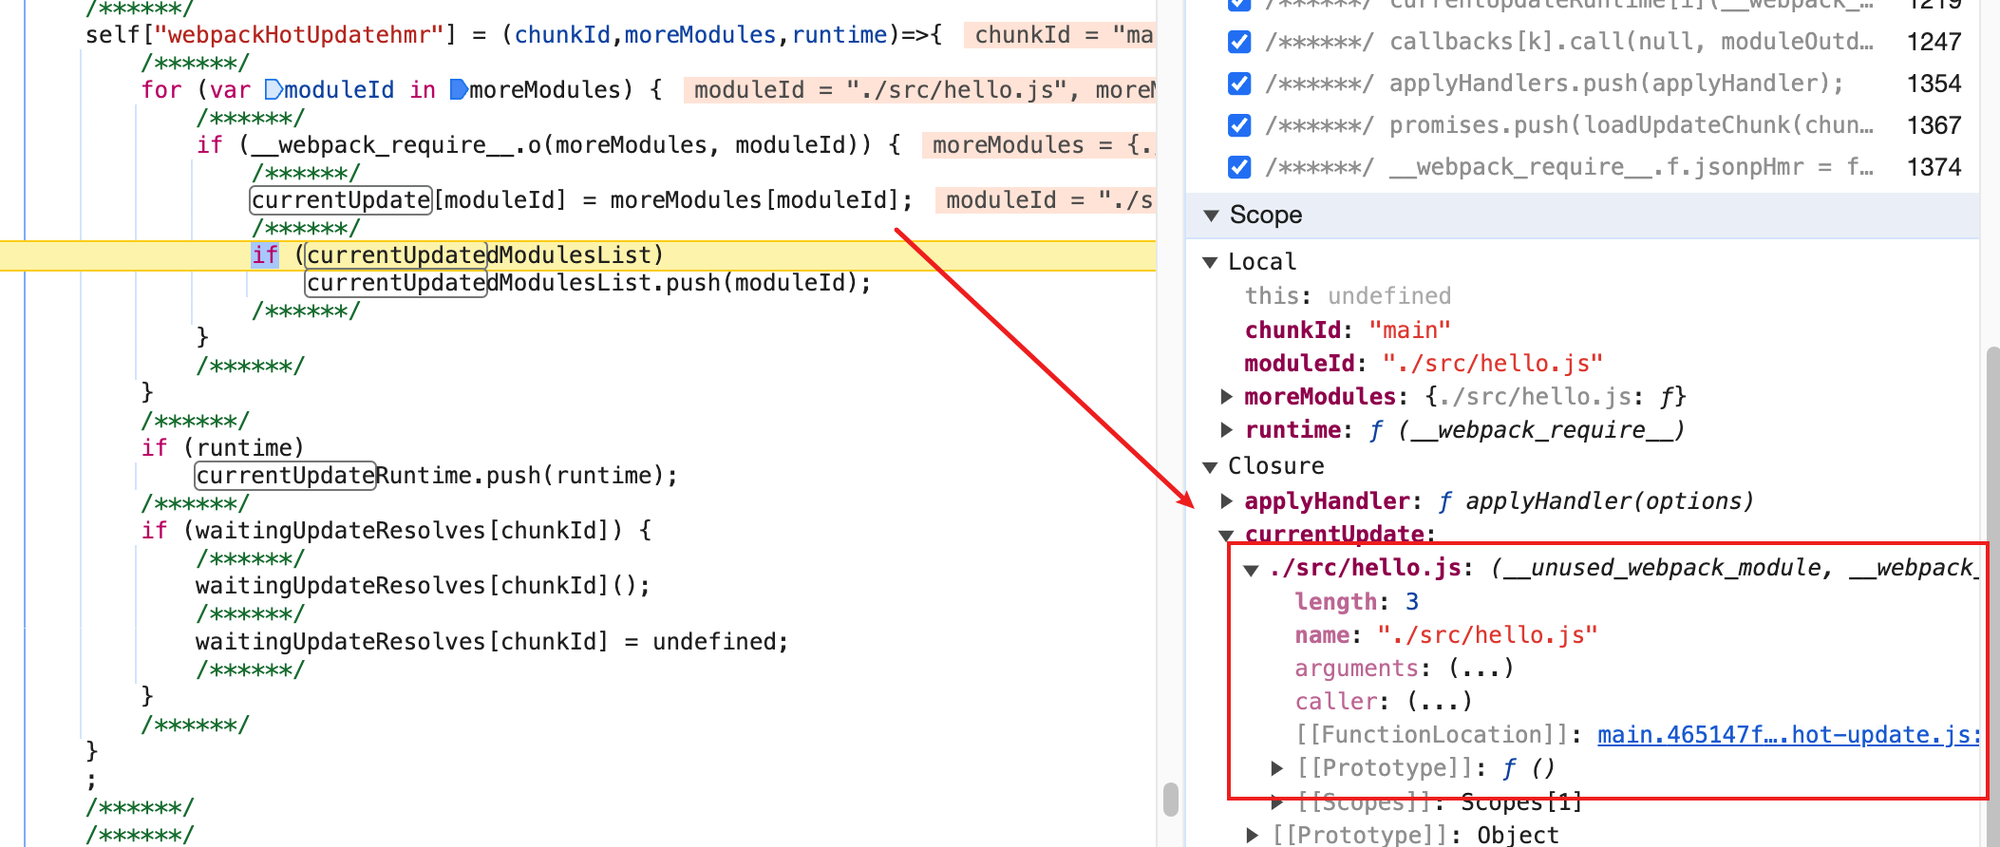 /******/
self["webpackHotUpdatehmr"] = (chunkId,moreModules,runtime)=>{ chunkId = "ma
/******/
for (var moduleId in moreModules) { moduleId = "./src/hello.js", moreM
/******/
if (__webpack_require__.o(moreModules, moduleId)) { moreModules = {.
/******/
currentUpdate[moduleId] = moreModules[moduleId]; moduleId = "./s
/******/
if (currentUpdatedModulesList)
currentUpdatedModulesList.push(moduleId);
/******/
}
/******/
}
/******/
if (runtime)
currentUpdateRuntime.push(runtime);
/******/
if (waitingUpdateResolves[chunkId]) {
/******/
waitingUpdateResolves[chunkId]();
/******/
waitingUpdateResolves[chunkId] = undefined;
/******/
}
/******/
}
;
/******/
/******/
/******/ currentUpdateRuntime[i](__webpack_… 1219
/******/ callbacks[k].call(null, moduleOutd… 1247
/******/ applyHandlers.push(applyHandler); 1354
/******/ promises.push(loadUpdateChunk(chun… 1367
/******/ __webpack_require__.f.jsonpHmr = f… 1374
Scope
Local
this: undefined
chunkId: "main"
moduleId: "./src/hello.js"
moreModules: {./src/hello.js: ƒ}
runtime: ƒ (__webpack_require__)
Closure
applyHandler: ƒ applyHandler(options)
currentUpdate:
./src/hello.js: (__unused_webpack_module, __webpack_
length: 3
name: "./src/hello.js"
arguments: (...)
caller: (...)
[[FunctionLocation]]: main.465147f….hot-update.js:
[[Prototype]]: ƒ ()
[[Scopes]]: Scopes[1]
[[Prototype]]: Object